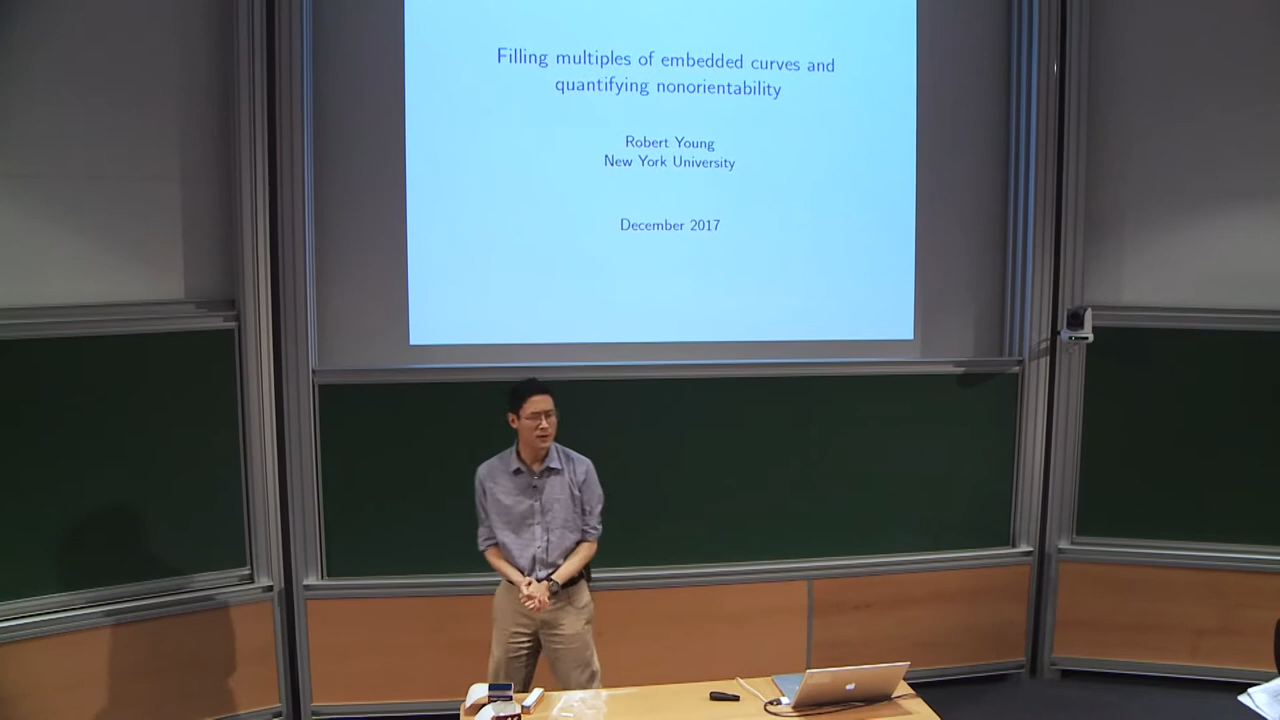 Filling multiples of embedded curves and
quantifying nonorientability
Robert Young
New York University
December 2017